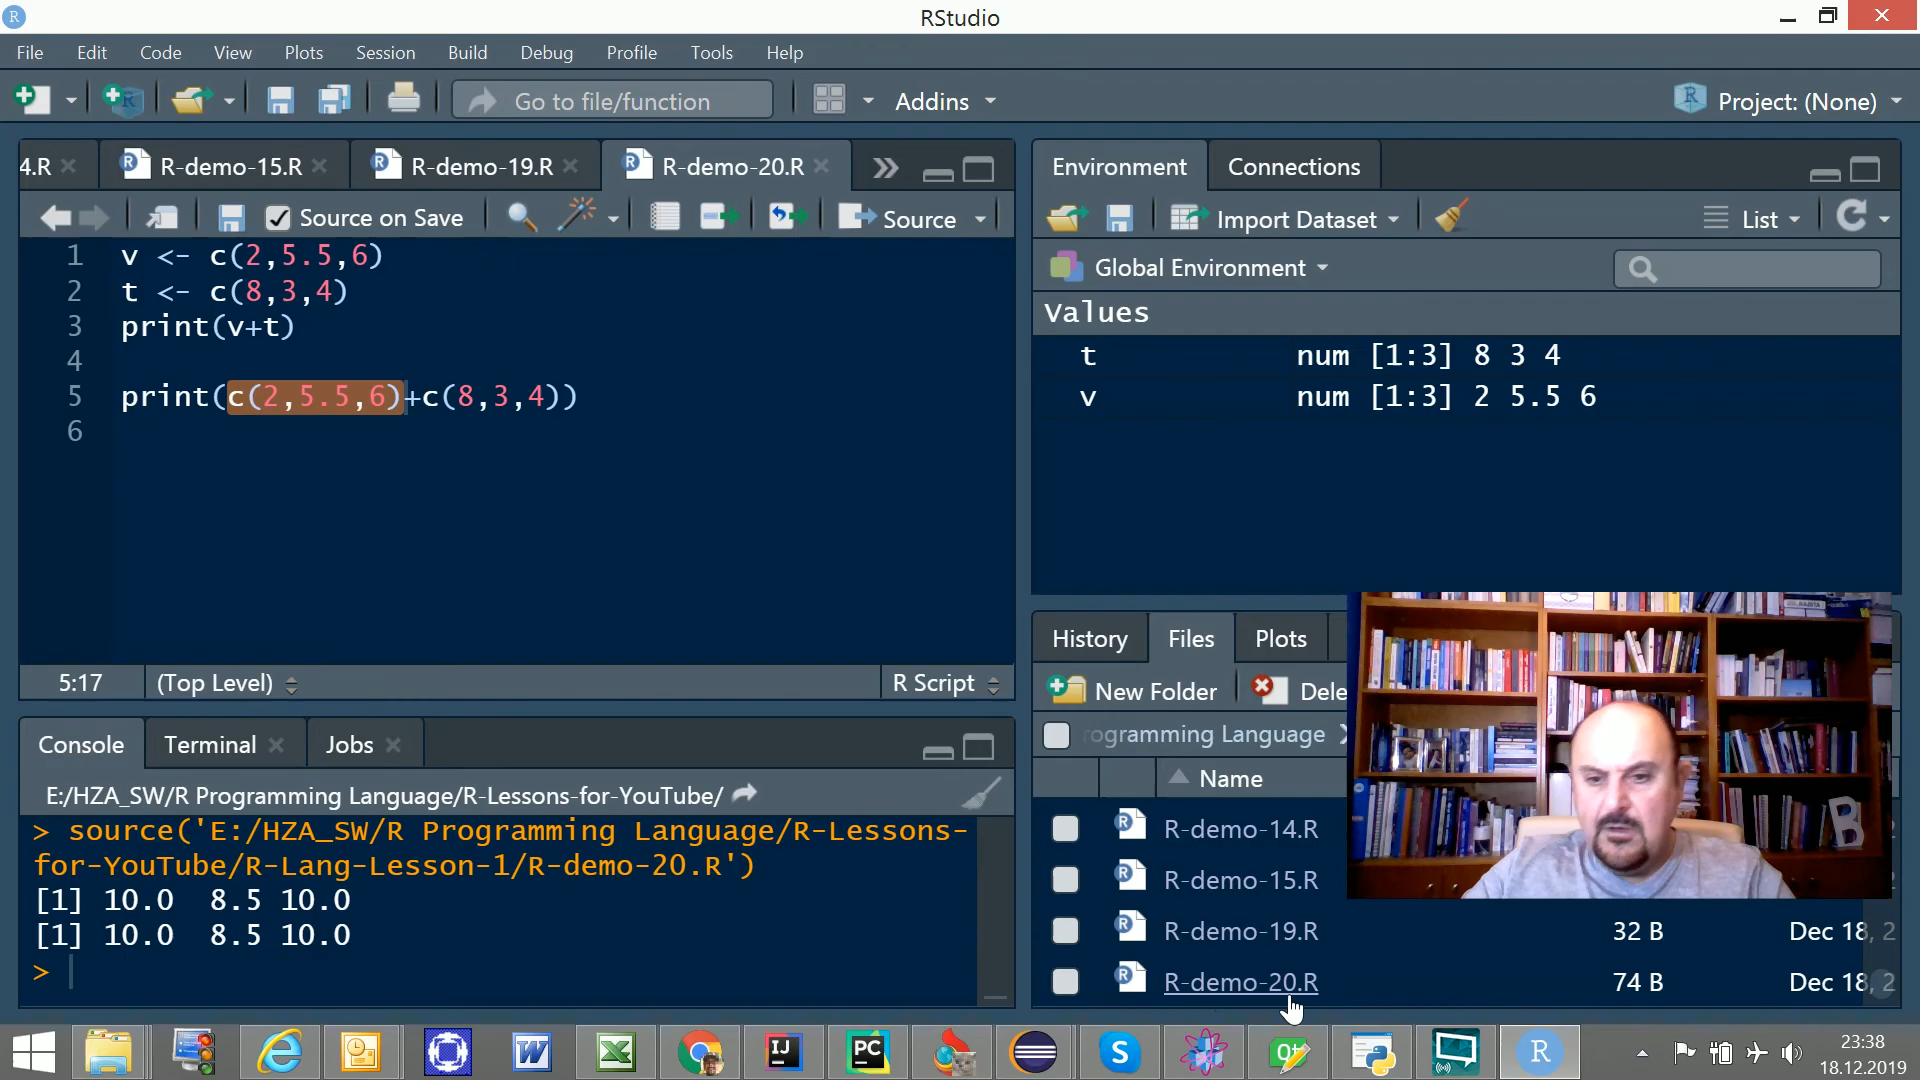 RStudio
File Edit Code View Plots Session Build Debug Profile Tools Help
Go to file/function
Addins
Project: (None)
4.R
R-demo-15.R
R-demo-19.R
R-demo-20.R
Source on Save
Source
1 v <- c(2,5.5,6)
2 t <- c(8,3,4)
3 print(v+t)
4
5 print(c(2,5.5,6)+c(8,3,4))
6
5:17 (Top Level) R Script
Console Terminal Jobs
E:/HZA_SW/R Programming Language/R-Lessons-for-YouTube/
> source('E:/HZA_SW/R Programming Language/R-Lessons-
for-YouTube/R-Lang-Lesson-1/R-demo-20.R')
[1] 10.0  8.5 10.0
[1] 10.0  8.5 10.0
>
Environment Connections
Import Dataset
List
Global Environment
Values
t num [1:3] 8 3 4
v num [1:3] 2 5.5 6
History Files Plots
New Folder Dele
ogramming Language
Name
R-demo-14.R
R-demo-15.R
R-demo-19.R 32 B Dec 18, 2
R-demo-20.R 74 B Dec 18, 2
23:38
18.12.2019